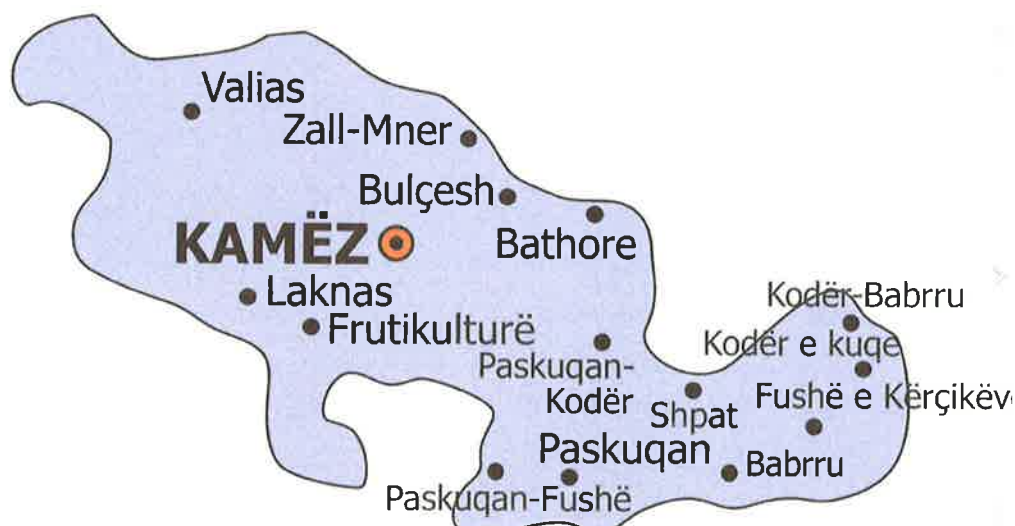 Valias
Zall-Mner
Bulçesh
KAMËZ
Bathore
Laknas
Frutikulturë
Kodër-Babrru
Kodër e kuqe
Paskuqan-
Kodër
Shpat
Fushë e Kërçikëv
Paskuqan
Babrru
Paskuqan-Fushë